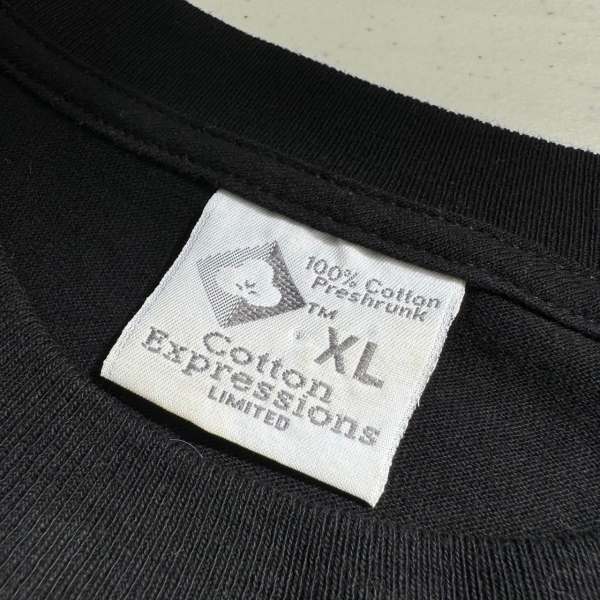 100% Cotton
Preshrunk
TM
XL
Cotton
Expressions
LIMITED